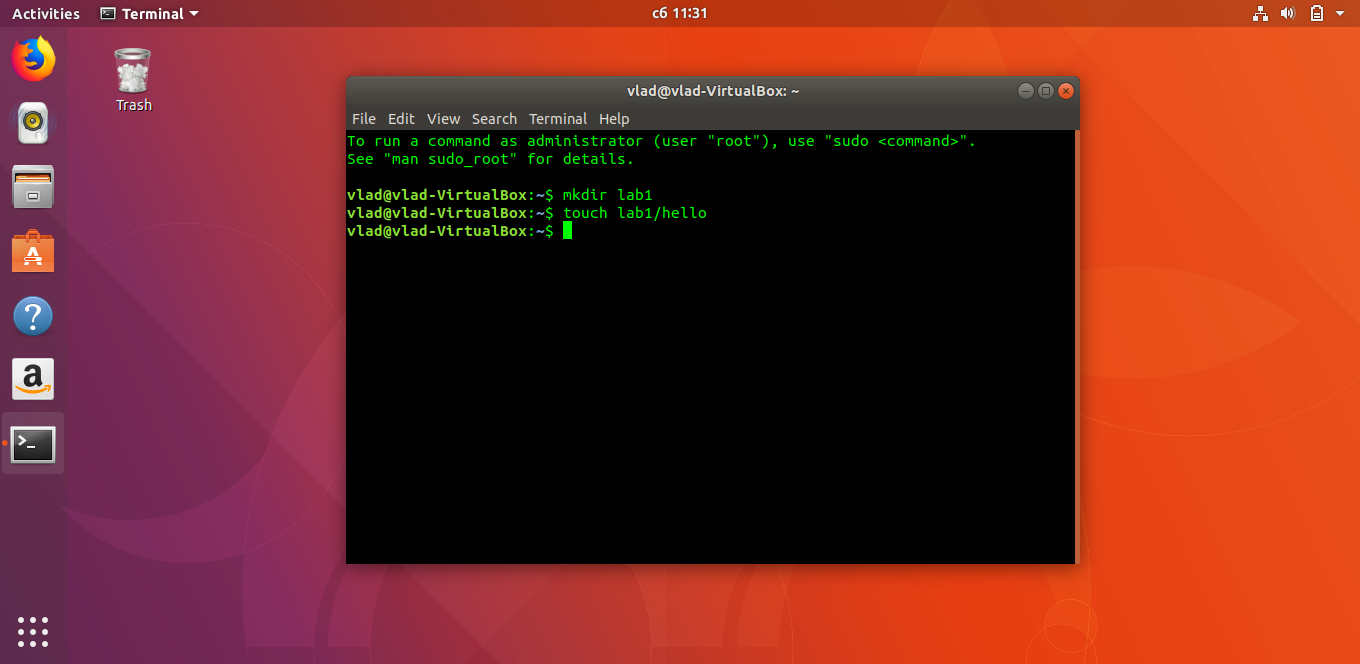 Activities
Terminal
сб 11:31
Trash
vlad@vlad-VirtualBox: ~
File Edit View Search Terminal Help
To run a command as administrator (user "root"), use "sudo <command>".
See "man sudo_root" for details.
vlad@vlad-VirtualBox:~$ mkdir lab1
vlad@vlad-VirtualBox:~$ touch lab1/hello
vlad@vlad-VirtualBox:~$